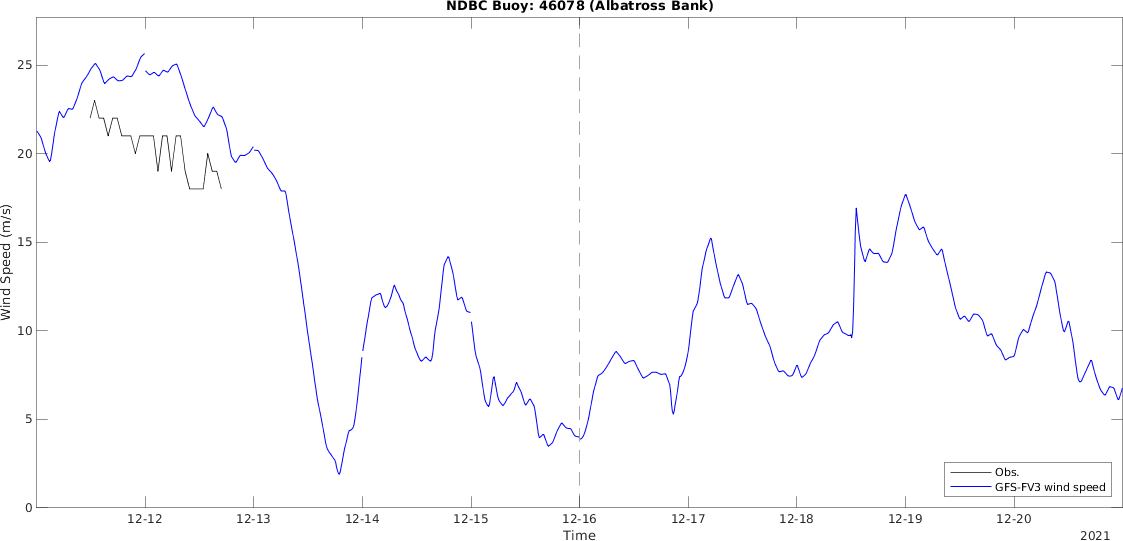 NDBC Buoy: 46078 (Albatross Bank)
25
20
15
10
5
0
Wind Speed (m/s)
12-12 12-13 12-14 12-15 12-16 12-17 12-18 12-19 12-20
Time
2021
Obs.
GFS-FV3 wind speed